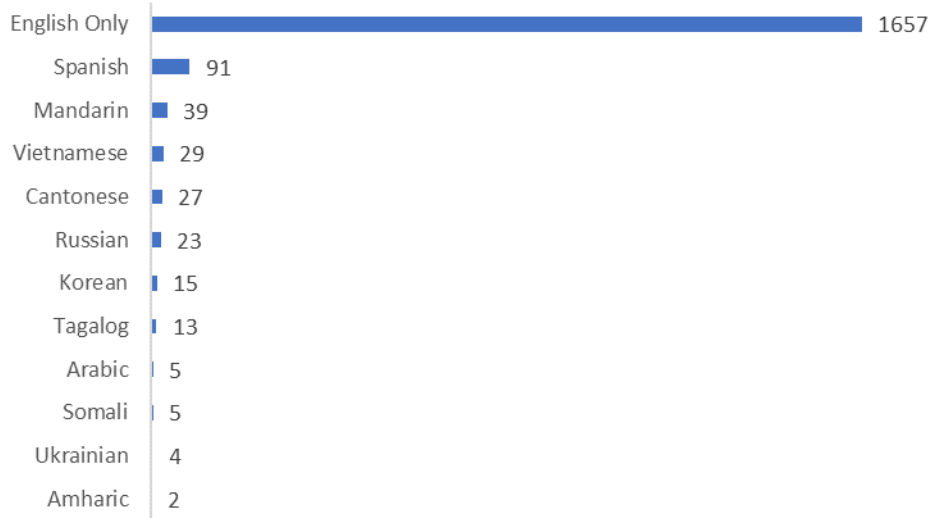 English Only 1657
Spanish 91
Mandarin 39
Vietnamese 29
Cantonese 27
Russian 23
Korean 15
Tagalog 13
Arabic 5
Somali 5
Ukrainian 4
Amharic 2